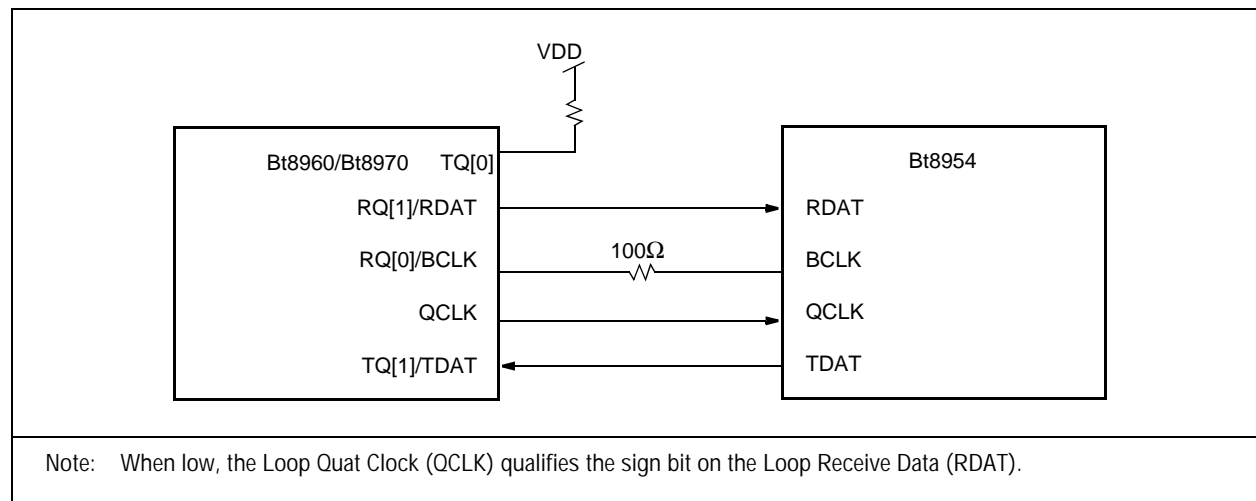 VDD
Bt8960/Bt8970 TQ[0]
Bt8954
RQ[1]/RDAT
RDAT
RQ[0]/BCLK
100Ω
BCLK
QCLK
QCLK
TQ[1]/TDAT
TDAT
Note: When low, the Loop Quat Clock (QCLK) qualifies the sign bit on the Loop Receive Data (RDAT).